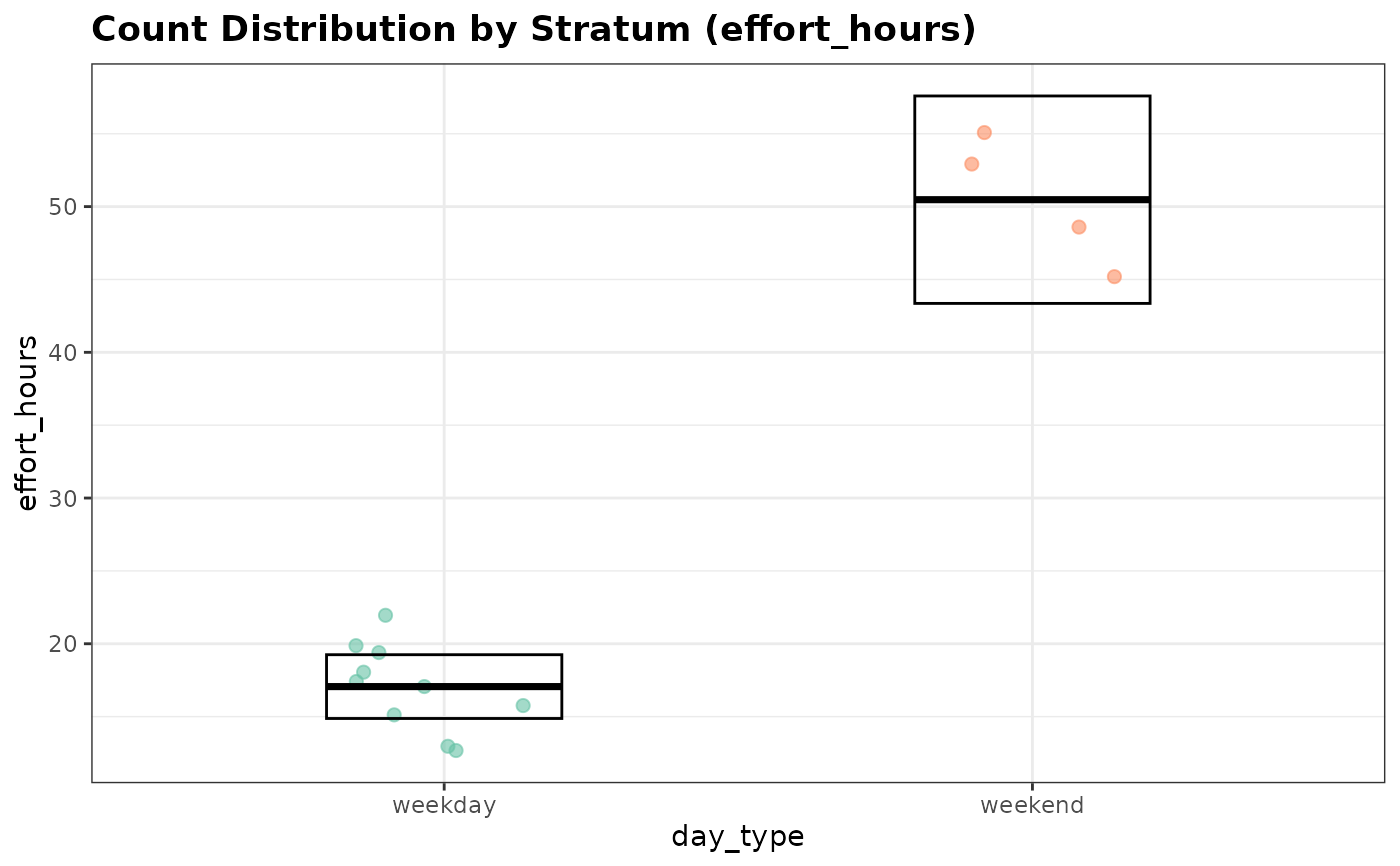 Count Distribution by Stratum (effort_hours)
effort_hours
50
40
30
20
weekday
weekend
day_type